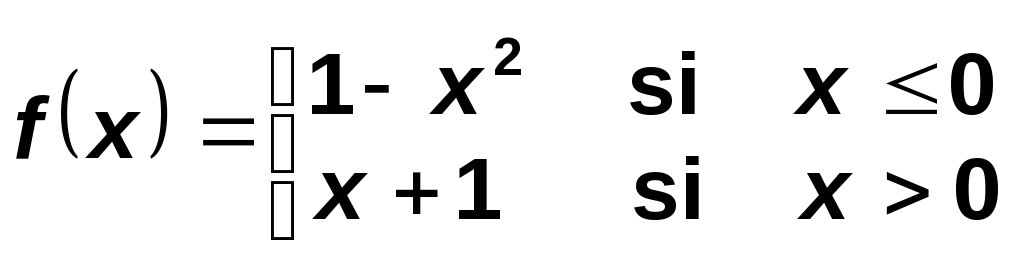 f(x) = 1- x² si x ≤ 0
x + 1 si x > 0